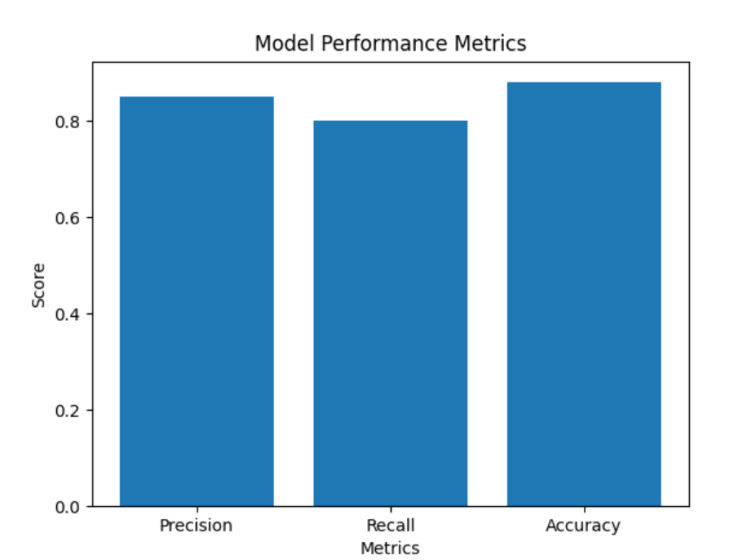 Model Performance Metrics
0.8
0.6
Score
0.4
0.2
0.0
Precision Recall Accuracy
Metrics